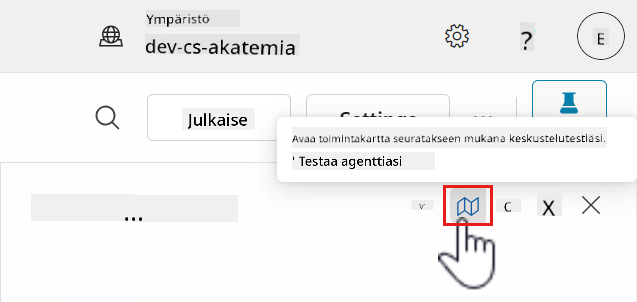 Ympäristö
dev-cs-akatemia
?
E
Julkaise
Settings
...
Avaa toimintakartta seuratakseen mukana keskustelutestiäsi.
' Testaa agenttiasi
...
C
X